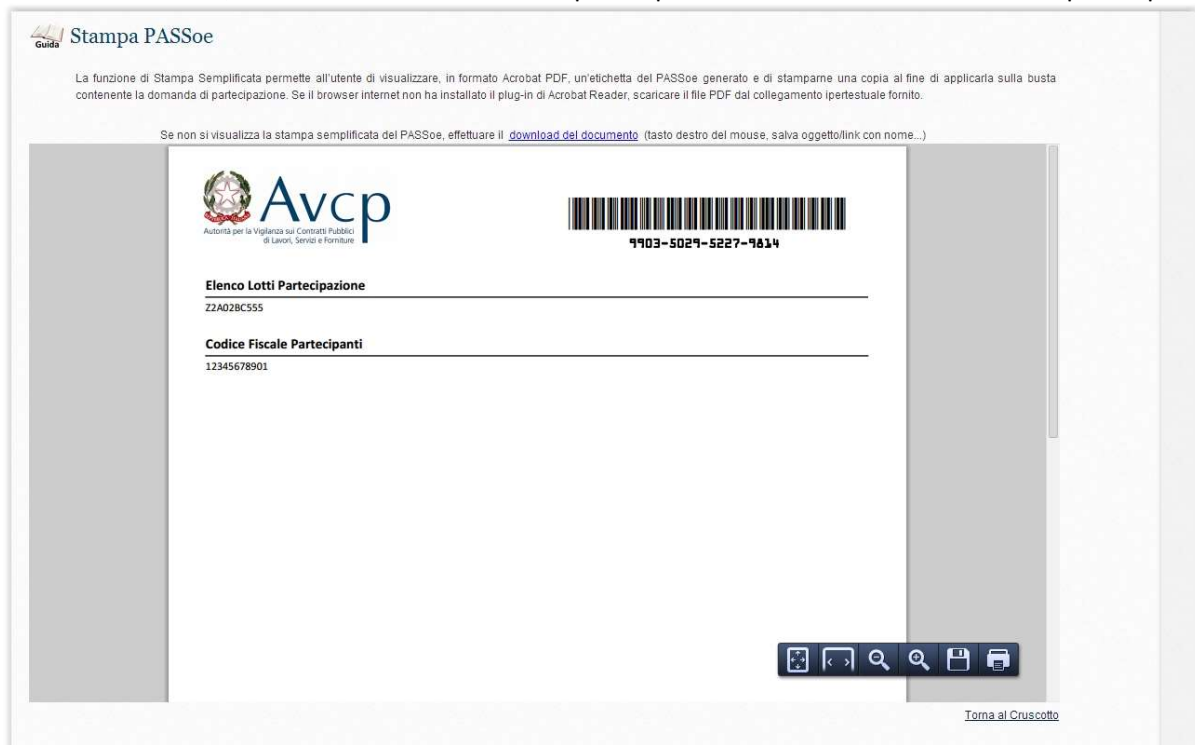 Guida
Stampa PASSoe
La funzione di Stampa Semplificata permette all'utente di visualizzare, in formato Acrobat PDF, un'etichetta del PASSoe generato e di stamparne una copia al fine di applicarla sulla busta
contenente la domanda di partecipazione. Se il browser internet non ha installato il plug-in di Acrobat Reader, scaricare il file PDF dal collegamento ipertestuale fornito.
Se non si visualizza la stampa semplificata del PASSoe, effettuare il download del documento (tasto destro del mouse, salva oggetto/link con nome...)
Avcp
Autorità per la Vigilanza sui Contratti Pubblici
di Lavori, Servizi e Forniture
9903-5029-5227-9814
Elenco Lotti Partecipazione
Z2A02BC555
Codice Fiscale Partecipanti
12345678901
Torna al Cruscotto